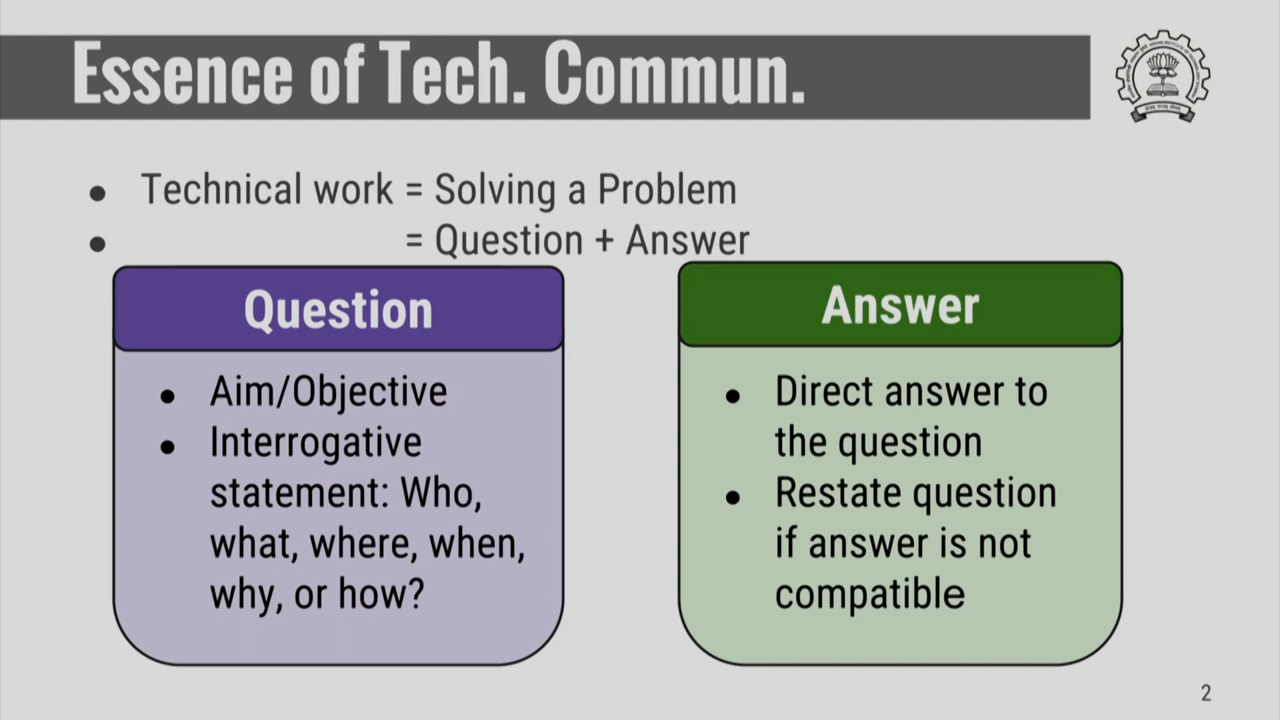 Essence of Tech. Commun.
● Technical work = Solving a Problem
● = Question + Answer
Question
● Aim/Objective
● Interrogative
statement: Who,
what, where, when,
why, or how?
Answer
● Direct answer to
the question
● Restate question
if answer is not
compatible
2